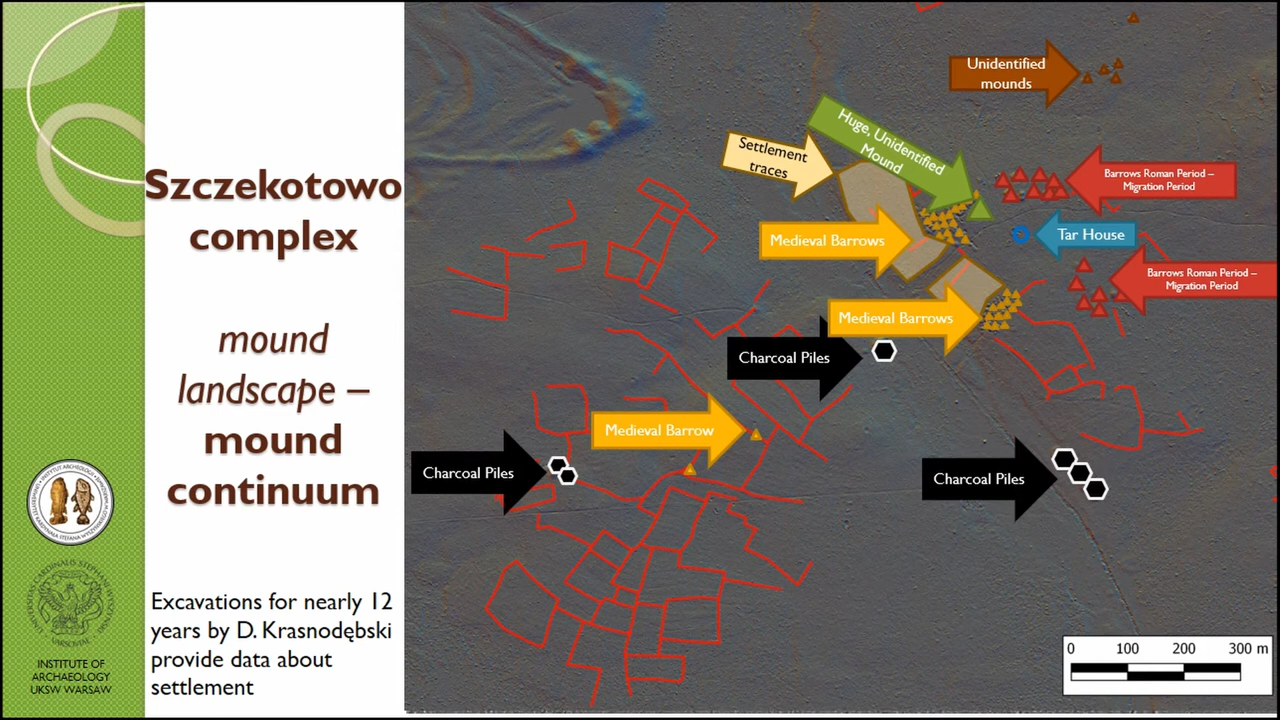 Szczekotowo
complex
mound
landscape –
mound
continuum
Excavations for nearly 12
years by D. Krasnodębski
provide data about
settlement
INSTITUTE OF
ARCHAEOLOGY
UKSW WARSAW
Unidentified
mounds
Huge, Unidentified
Mound
Settlement
traces
Barrows Roman Period –
Migration Period
Medieval Barrows
Tar House
Barrows Roman Period –
Migration Period
Medieval Barrows
Charcoal Piles
Medieval Barrow
Charcoal Piles
Charcoal Piles
0 100 200 300 m